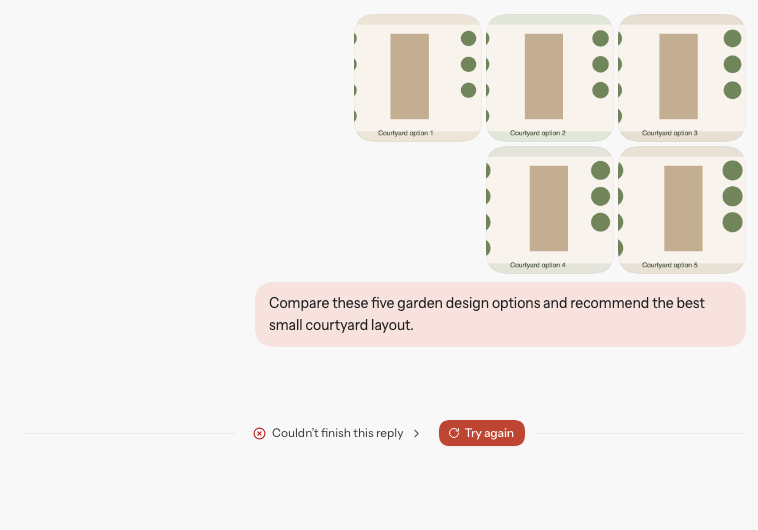 Courtyard option 1
Courtyard option 2
Courtyard option 3
Courtyard option 4
Courtyard option 5
Compare these five garden design options and recommend the best
small courtyard layout.
Couldn't finish this reply
Try again